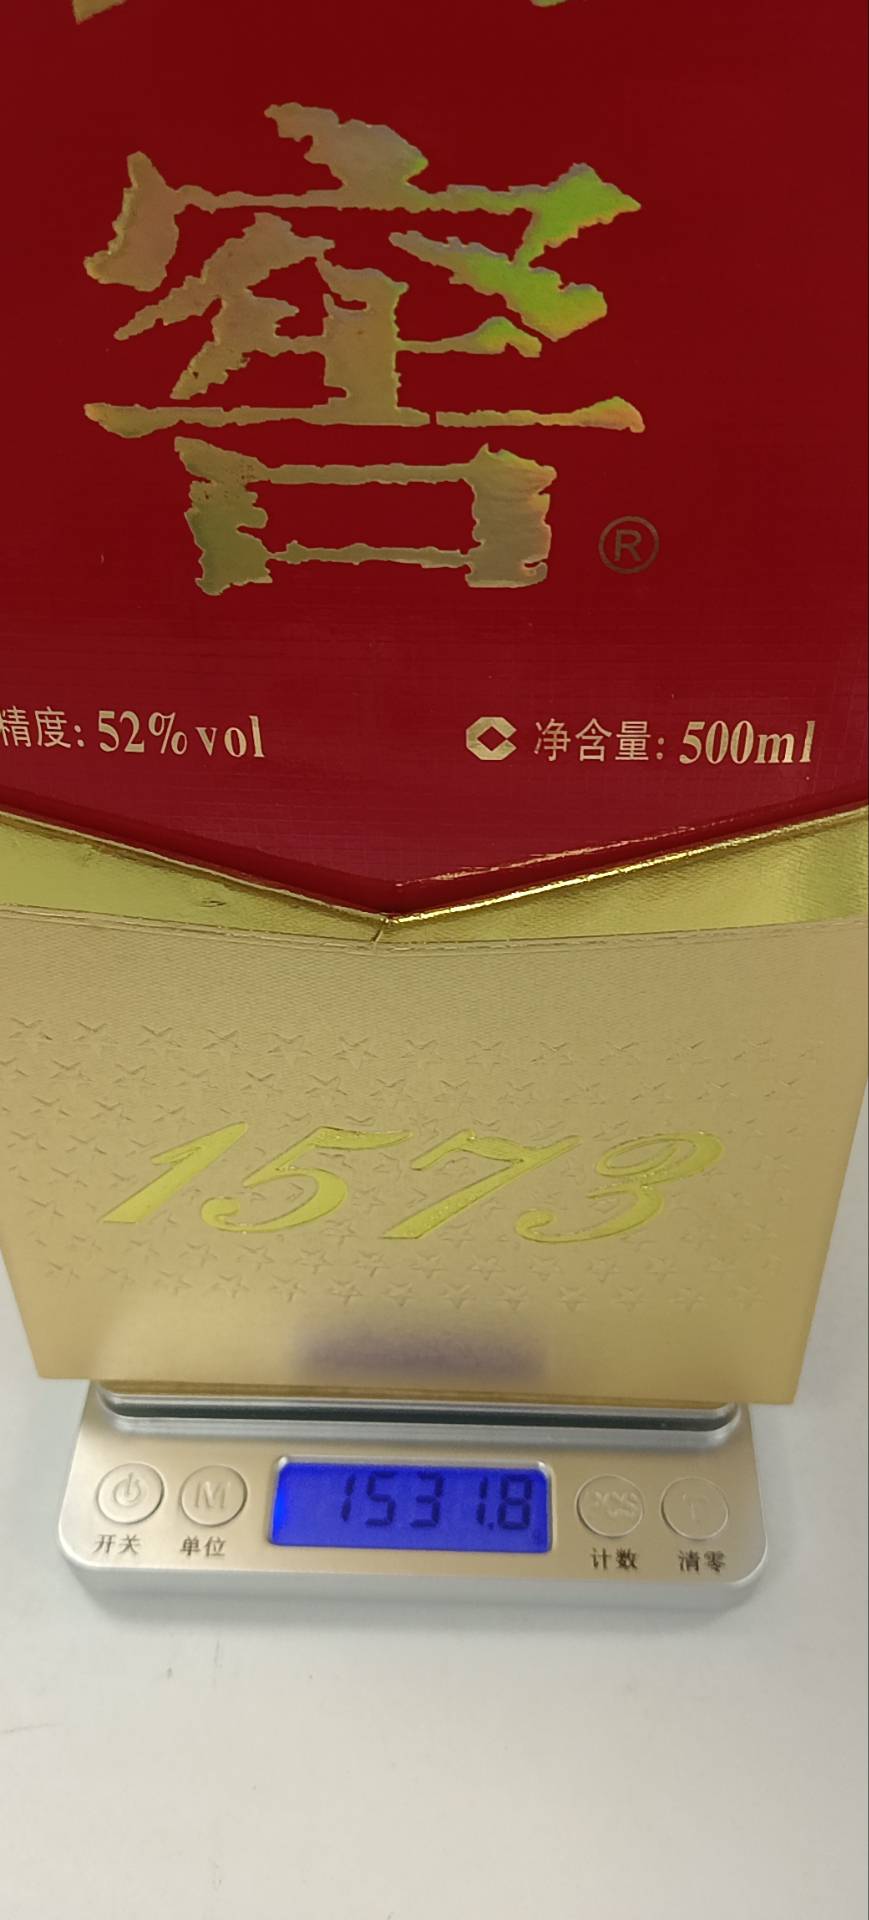 窖®
精度: 52%vol
净含量: 500ml
1573
1531.8
M
开关 单位 计数 清零